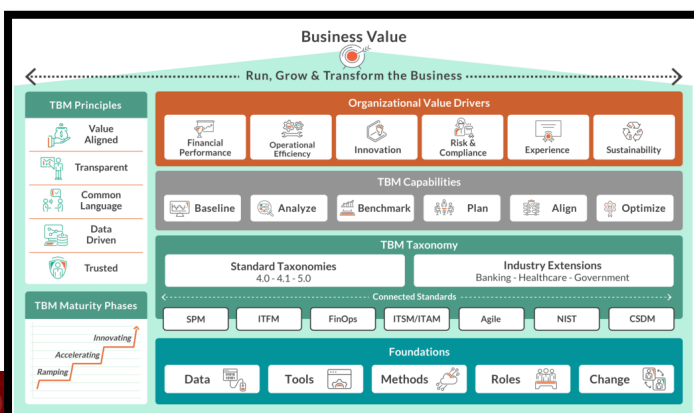 Business Value
Run, Grow & Transform the Business
TBM Principles
Value
Aligned
Transparent
Common
Language
Data
Driven
Trusted
TBM Maturity Phases
Innovating
Accelerating
Ramping
Organizational Value Drivers
Financial
Performance
Operational
Efficiency
Innovation
Risk &
Compliance
Experience
Sustainability
TBM Capabilities
Baseline
Analyze
Benchmark
Plan
Align
Optimize
TBM Taxonomy
Standard Taxonomies
4.0 - 4.1 - 5.0
Industry Extensions
Banking - Healthcare - Government
Connected Standards
SPM
ITFM
FinOps
ITSM/ITAM
Agile
NIST
CSDM
Foundations
Data
Tools
Methods
Roles
Change